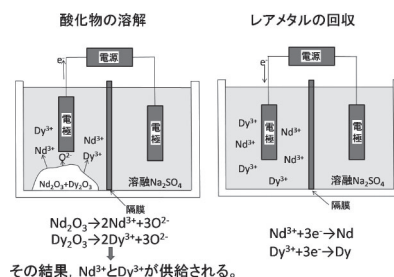 酸化物の溶解
電源
e⁻
電極
電極
Dy³⁺
Nd³⁺
O²⁻
Nd³⁺
Dy³⁺
Nd₂O₃+Dy₂O₃
溶融Na₂SO₄
隔膜
Nd₂O₃→2Nd³⁺+3O²⁻
Dy₂O₃→2Dy³⁺+3O²⁻
その結果，Nd³⁺とDy³⁺が供給される。
レアメタルの回収
電源
e⁻
電極
電極
Dy³⁺
Nd³⁺
Nd³⁺
Dy³⁺
Nd³⁺
Dy³⁺
溶融Na₂SO₄
隔膜
Nd³⁺+3e⁻→Nd
Dy³⁺+3e⁻→Dy